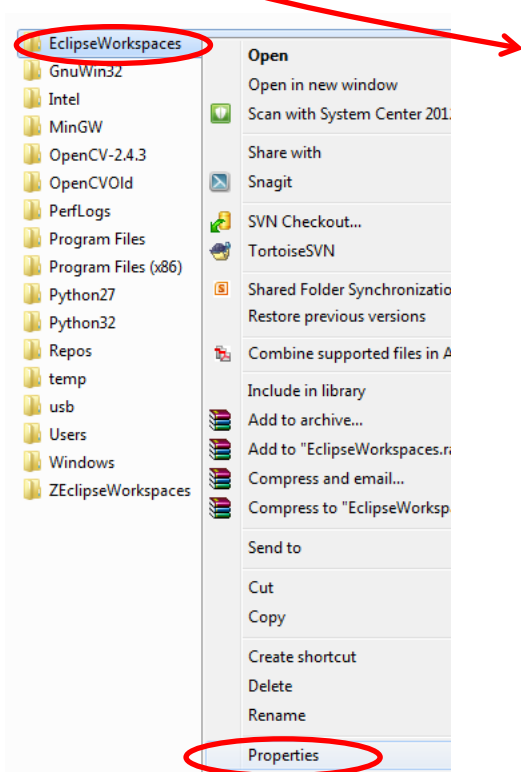 EclipseWorkspaces
GnuWin32
Intel
MinGW
OpenCV-2.4.3
OpenCVOld
PerfLogs
Program Files
Program Files (x86)
Python27
Python32
Repos
temp
usb
Users
Windows
ZEclipseWorkspaces
Open
Open in new window
Scan with System Center 201
Share with
Snagit
SVN Checkout...
TortoiseSVN
Shared Folder Synchronizatio
Restore previous versions
Combine supported files in A
Include in library
Add to archive...
Add to "EclipseWorkspaces.ra
Compress and email...
Compress to "EclipseWorksp
Send to
Cut
Copy
Create shortcut
Delete
Rename
Properties